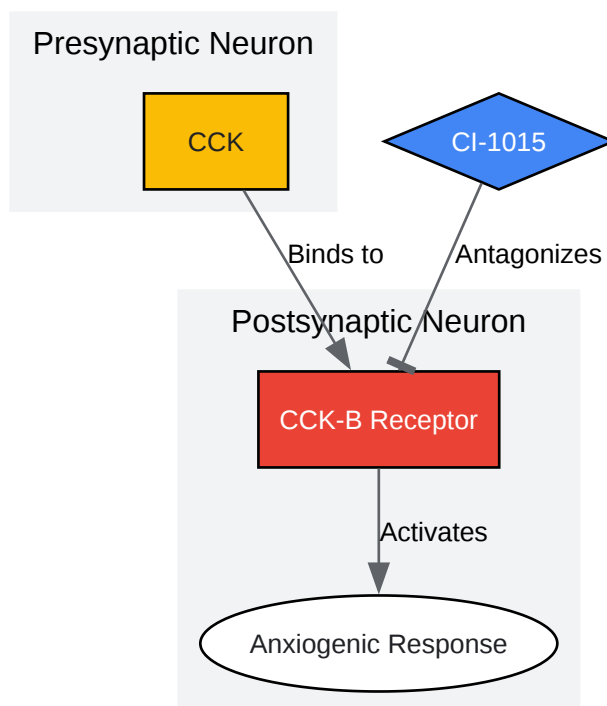 Presynaptic Neuron
CCK
CI-1015
Binds to
Antagonizes
Postsynaptic Neuron
CCK-B Receptor
Activates
Anxiogenic Response